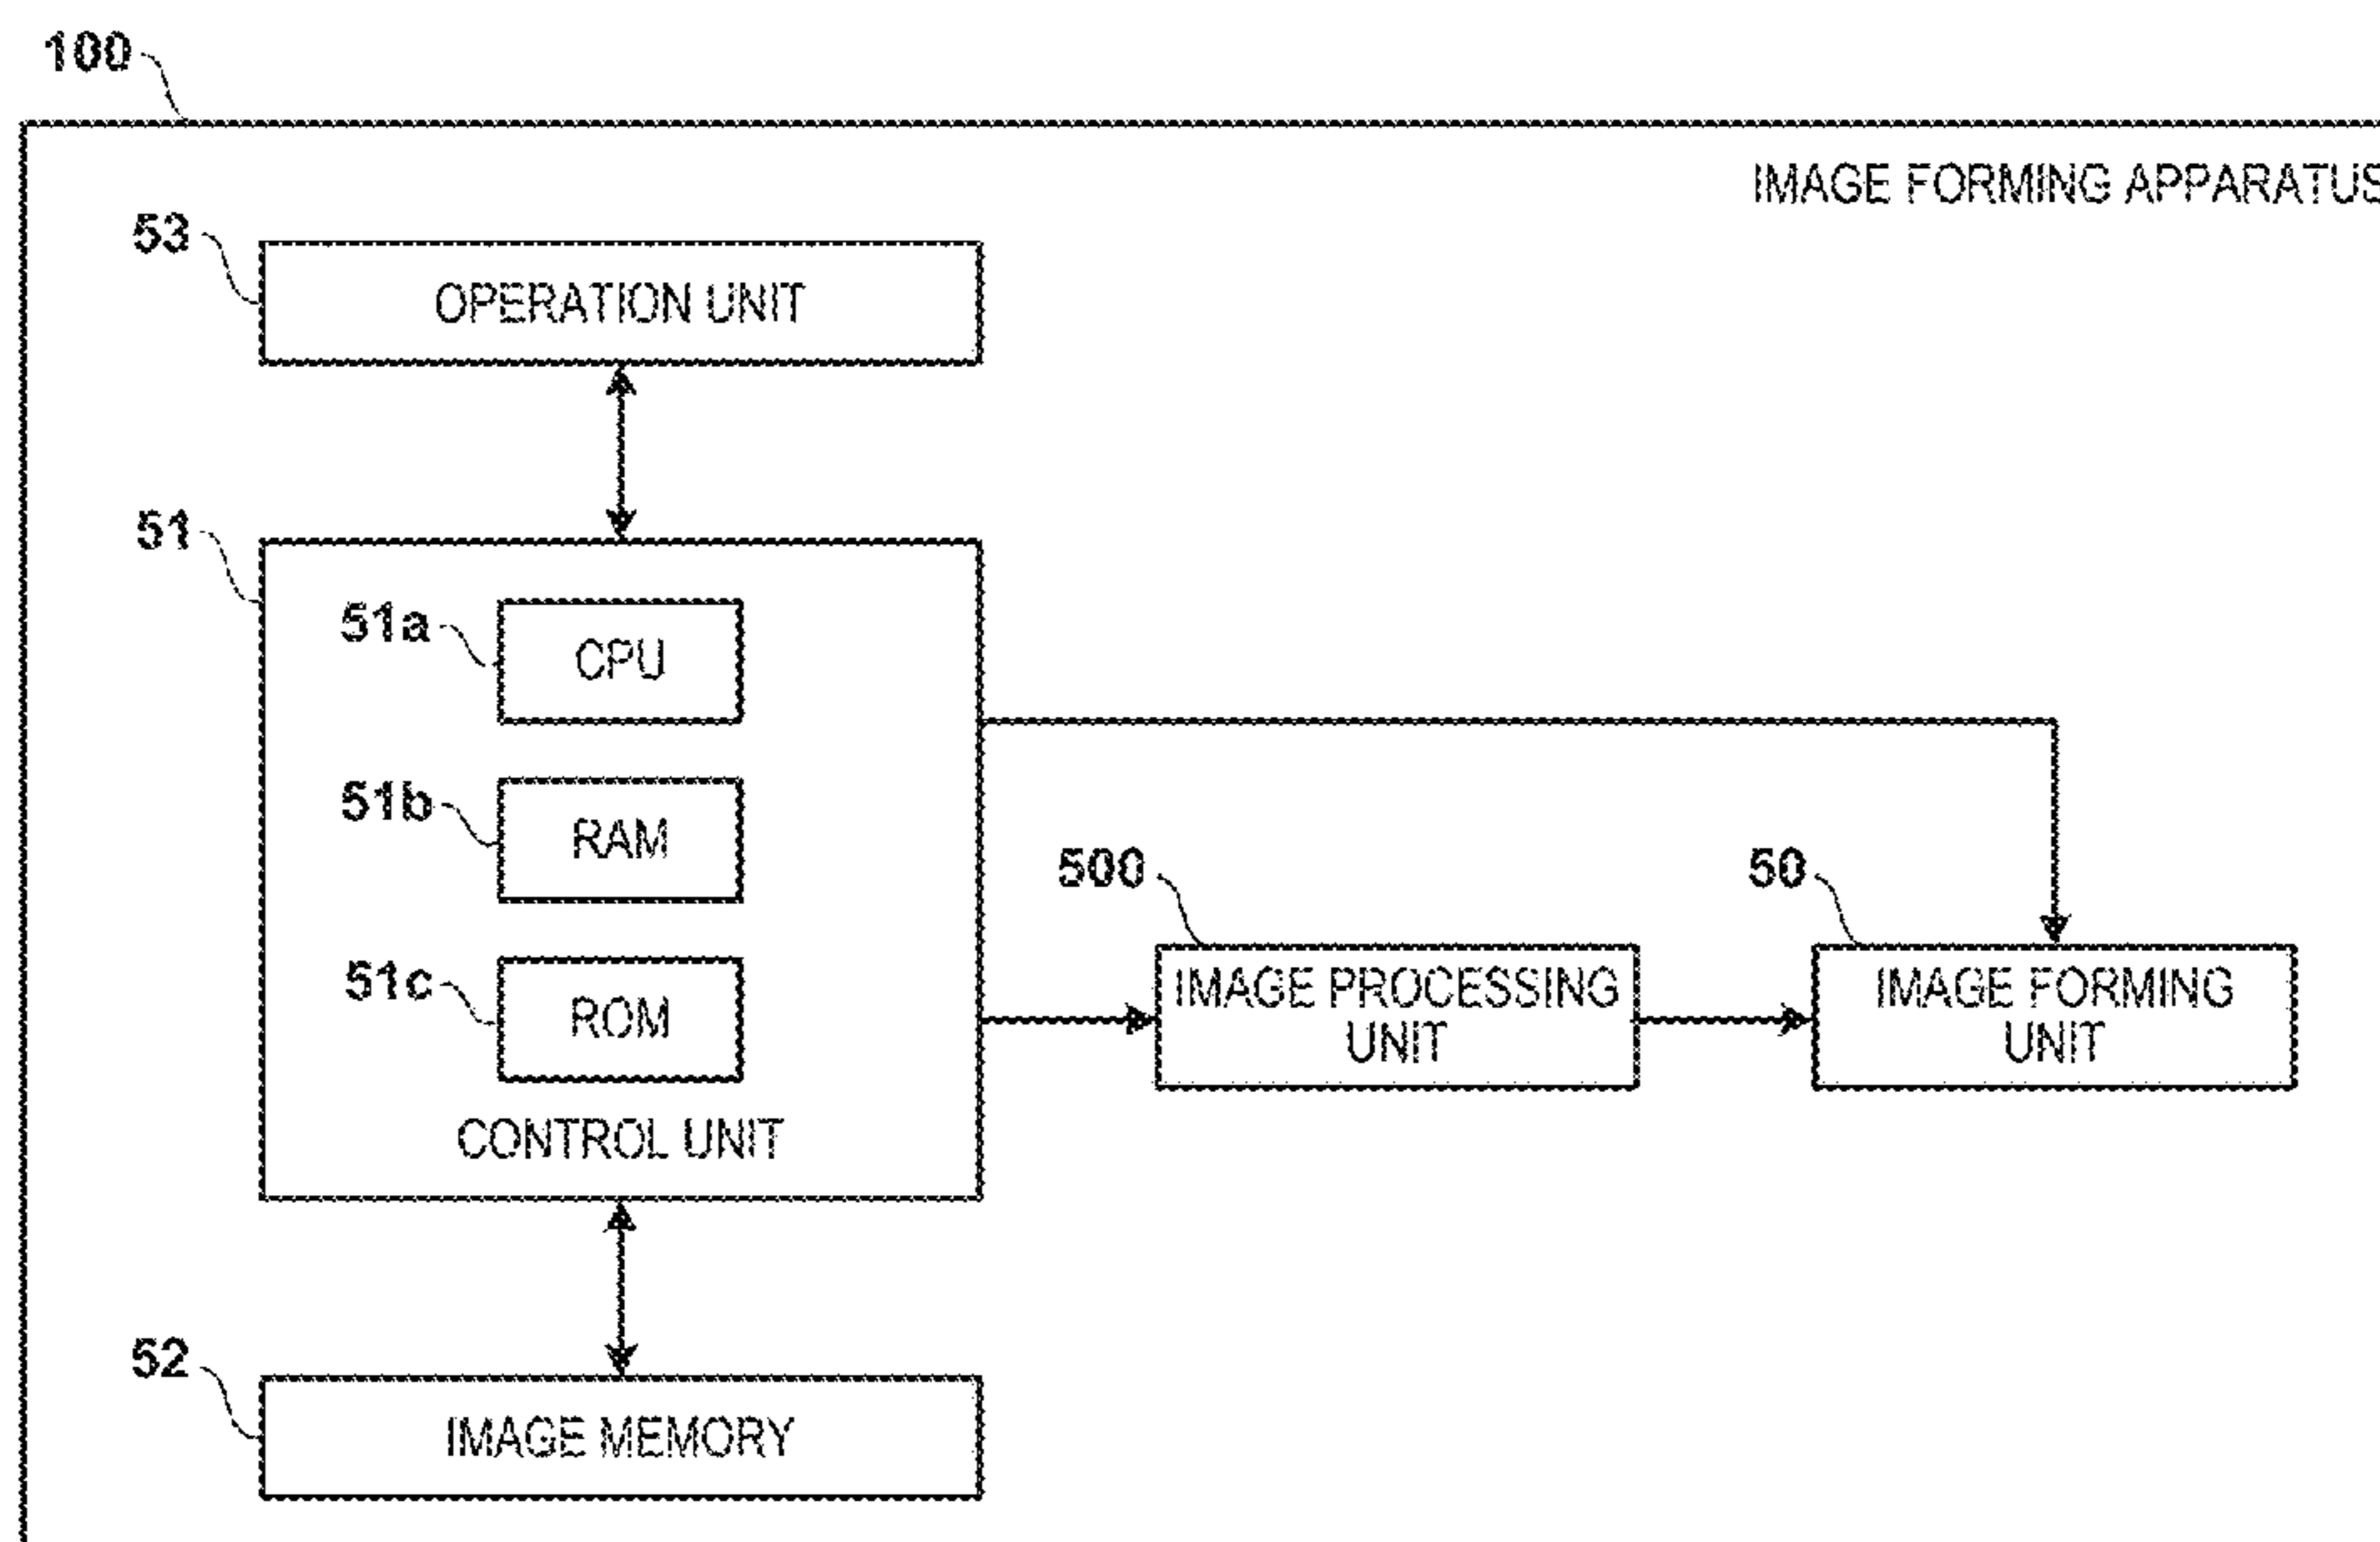 100
IMAGE FORMING APPARATUS
53
OPERATION UNIT
51
51a
CPU
51b
RAM
500
50
51c
ROM
IMAGE PROCESSING
UNIT
IMAGE FORMING
UNIT
CONTROL UNIT
52
IMAGE MEMORY